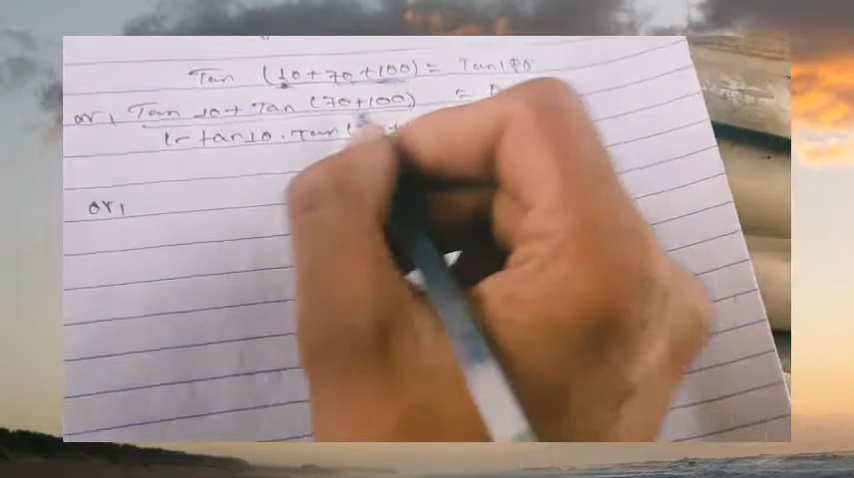 Tan (10+70+100) = Tan180
or, Tan 10+ Tan (70+100) =
1- tan10. Tan (
or,